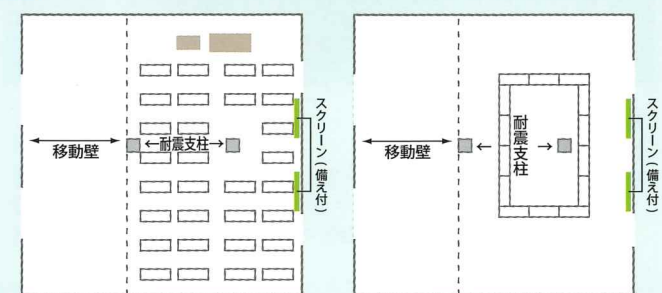 移動壁
←耐震支柱→
スクリーン(備え付)
移動壁
← 耐震支柱 →
スクリーン(備え付)